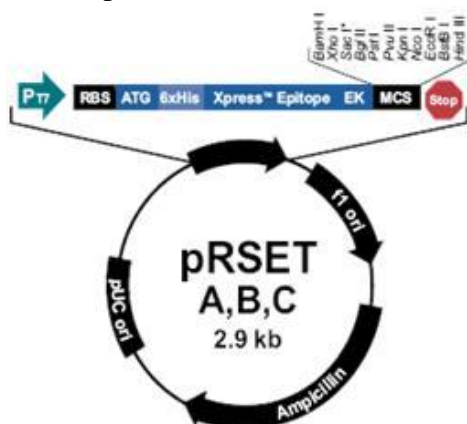 BamH I
Xho I
Sac I*
Bgl II
Pst I
Pvu II
Kpn I
Nco I
EcoR I
BstB I
Hind III
PT7
RBS
ATG
6xHis
Xpress™ Epitope
EK
MCS
Stop
f1 ori
pUC ori
pRSET
A,B,C
2.9 kb
Ampicillin